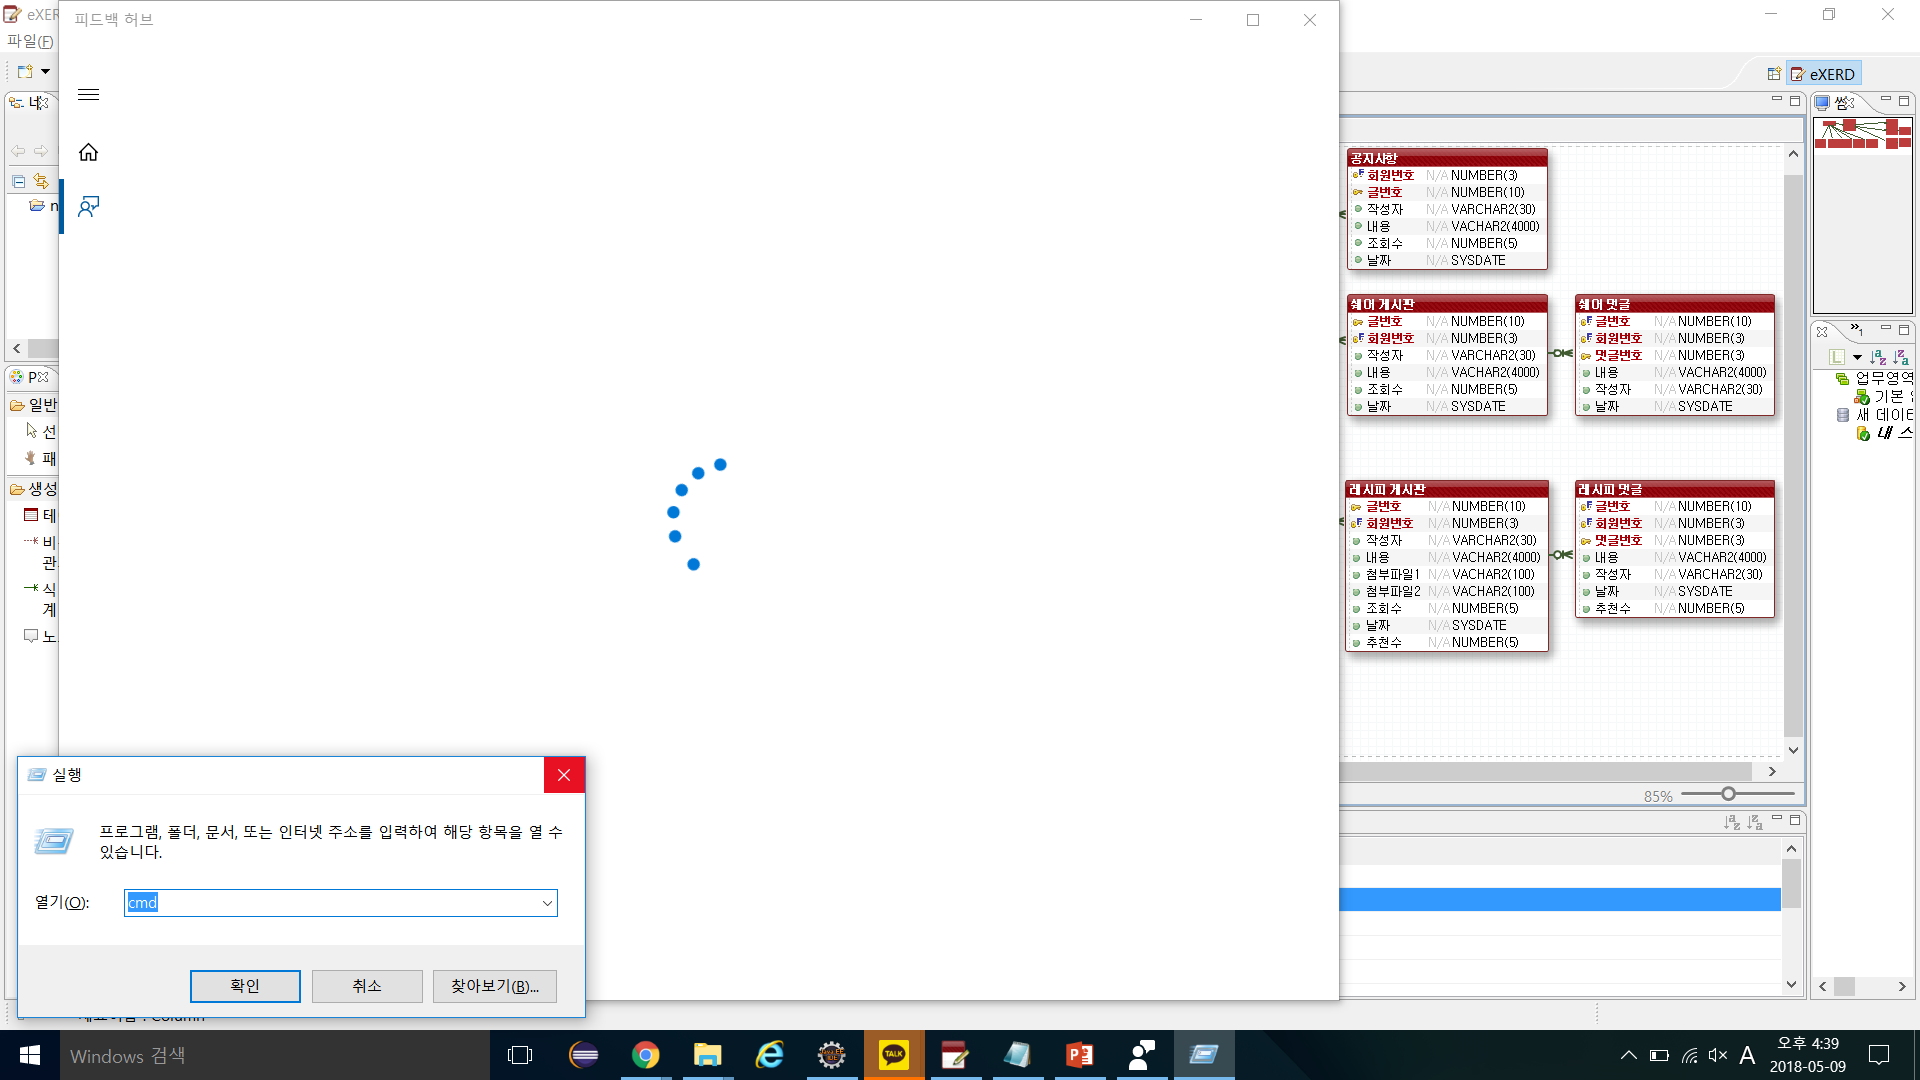 eXER
피드백 허브
파일(F)
eXERD
네
썸
n
P
일반
선
패
생성
테
비
관
식
계
노
공지사항
회원번호 N/A NUMBER(3)
글번호 N/A NUMBER(10)
작성자 N/A VARCHAR2(30)
내용 N/A VACHAR2(4000)
조회수 N/A NUMBER(5)
날짜 N/A SYSDATE
쉐어 게시판
글번호 N/A NUMBER(10)
회원번호 N/A NUMBER(3)
작성자 N/A VARCHAR2(30)
내용 N/A VACHAR2(4000)
조회수 N/A NUMBER(5)
날짜 N/A SYSDATE
쉐어 댓글
글번호 N/A NUMBER(10)
회원번호 N/A NUMBER(3)
댓글번호 N/A NUMBER(3)
내용 N/A VACHAR2(4000)
작성자 N/A VARCHAR2(30)
날짜 N/A SYSDATE
레시피 게시판
글번호 N/A NUMBER(10)
회원번호 N/A NUMBER(3)
작성자 N/A VARCHAR2(30)
내용 N/A VACHAR2(4000)
첨부파일1 N/A VACHAR2(100)
첨부파일2 N/A VACHAR2(100)
조회수 N/A NUMBER(5)
날짜 N/A SYSDATE
추천수 N/A NUMBER(5)
레시피 댓글
글번호 N/A NUMBER(10)
회원번호 N/A NUMBER(3)
댓글번호 N/A NUMBER(3)
내용 N/A VACHAR2(4000)
작성자 N/A VARCHAR2(30)
날짜 N/A SYSDATE
추천수 N/A NUMBER(5)
업무영역
기본
새 데이터
내 스
85%
실행
프로그램, 폴더, 문서, 또는 인터넷 주소를 입력하여 해당 항목을 열 수
있습니다.
열기(O): cmd
확인 취소 찾아보기(B)...
Windows 검색
TALK
A
오후 4:39
2018-05-09